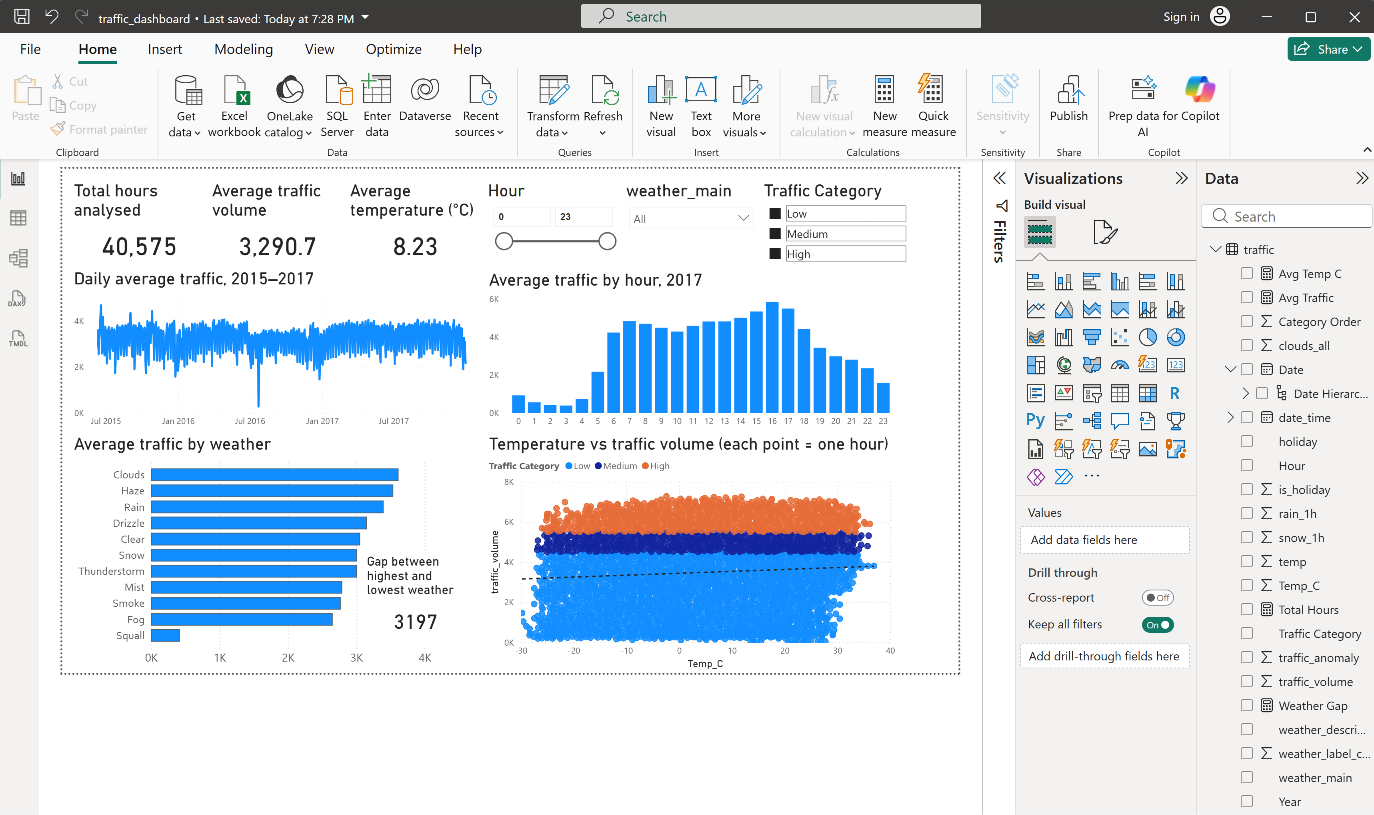 traffic_dashboard • Last saved: Today at 7:28 PM
Search
Sign in
File Home Insert Modeling View Optimize Help
Share
Paste
Cut
Copy
Format painter
Clipboard
Get data
Excel workbook
OneLake catalog
SQL Server
Enter data
Dataverse
Recent sources
Data
Transform data
Refresh
Queries
New visual
Text box
More visuals
Insert
New visual calculation
New measure
Quick measure
Calculations
Sensitivity
Sensitivity
Publish
Share
Prep data for AI
Copilot
Copilot
DAX
TMDL
Total hours analysed
40,575
Average traffic volume
3,290.7
Average temperature (°C)
8.23
Hour
0 23
weather_main
All
Traffic Category
Low
Medium
High
Daily average traffic, 2015–2017
4K
2K
0K
Jul 2015 Jan 2016 Jul 2016 Jan 2017 Jul 2017
Average traffic by hour, 2017
6K
4K
2K
0K
0 1 2 3 4 5 6 7 8 9 10 11 12 13 14 15 16 17 18 19 20 21 22 23
Average traffic by weather
Clouds
Haze
Rain
Drizzle
Clear
Snow
Thunderstorm
Mist
Smoke
Fog
Squall
0K 1K 2K 3K 4K
Gap between
highest and
lowest weather
3197
Temperature vs traffic volume (each point = one hour)
Traffic Category Low Medium High
8K
6K
4K
2K
0K
traffic_volume
-30 -20 -10 0 10 20 30 40
Temp_C
Filters
Visualizations
Build visual
123
123
R
Py
Values
Add data fields here
Drill through
Cross-report Off
Keep all filters On
Add drill-through fields here
Data
Search
traffic
Avg Temp C
Avg Traffic
Category Order
clouds_all
Date
Date Hierarc...
date_time
holiday
Hour
is_holiday
rain_1h
snow_1h
temp
Temp_C
Total Hours
Traffic Category
traffic_anomaly
traffic_volume
Weather Gap
weather_descri...
weather_label_c...
weather_main
Year